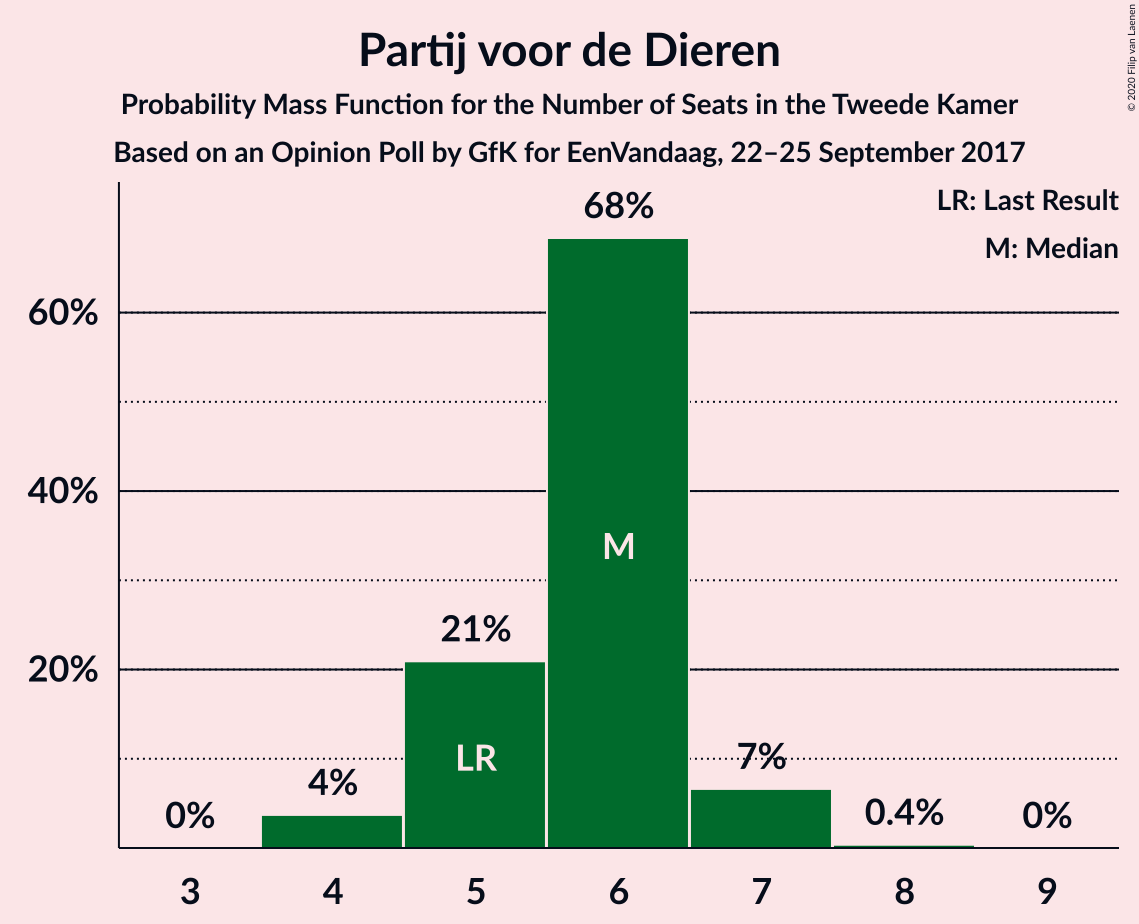 Partij voor de Dieren
Probability Mass Function for the Number of Seats in the Tweede Kamer
Based on an Opinion Poll by GfK for EenVandaag, 22–25 September 2017
© 2020 Filip van Laenen
LR: Last Result
M: Median
68%
60%
40%
20%
M
21%
LR
7%
4%
0%
0.4%
0%
3 4 5 6 7 8 9